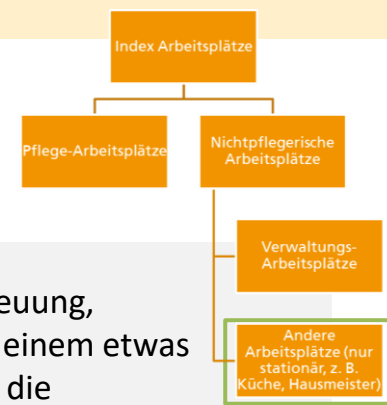 Index Arbeitsplätze
Pflege-Arbeitsplätze
Nichtpflegerische
Arbeitsplätze
Verwaltungs-
Arbeitsplätze
Andere
Arbeitsplätze (nur
stationär, z. B.
Küche, Hausmeister)
euung,
einem etwas
die